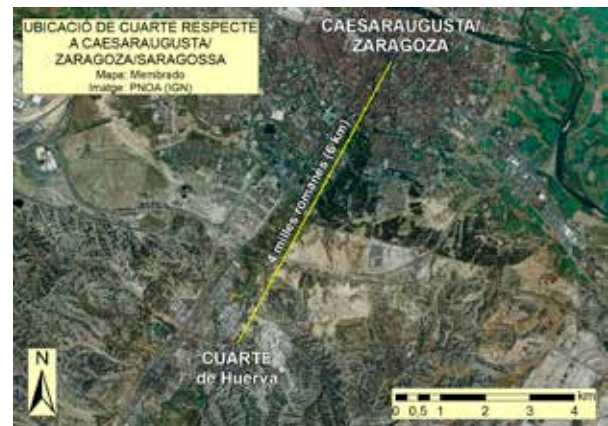 UBICACIÓ DE CUARTE RESPECTE
A CAESARAUGUSTA/
ZARAGOZA/SARAGOSSA
Mapa: Membrado
Imatge: PNOA (IGN)
CAESARAUGUSTA/
ZARAGOZA
4 milles romanes (6 km)
CUARTE
de Huerva
N
km
0 0,5 1 2 3 4